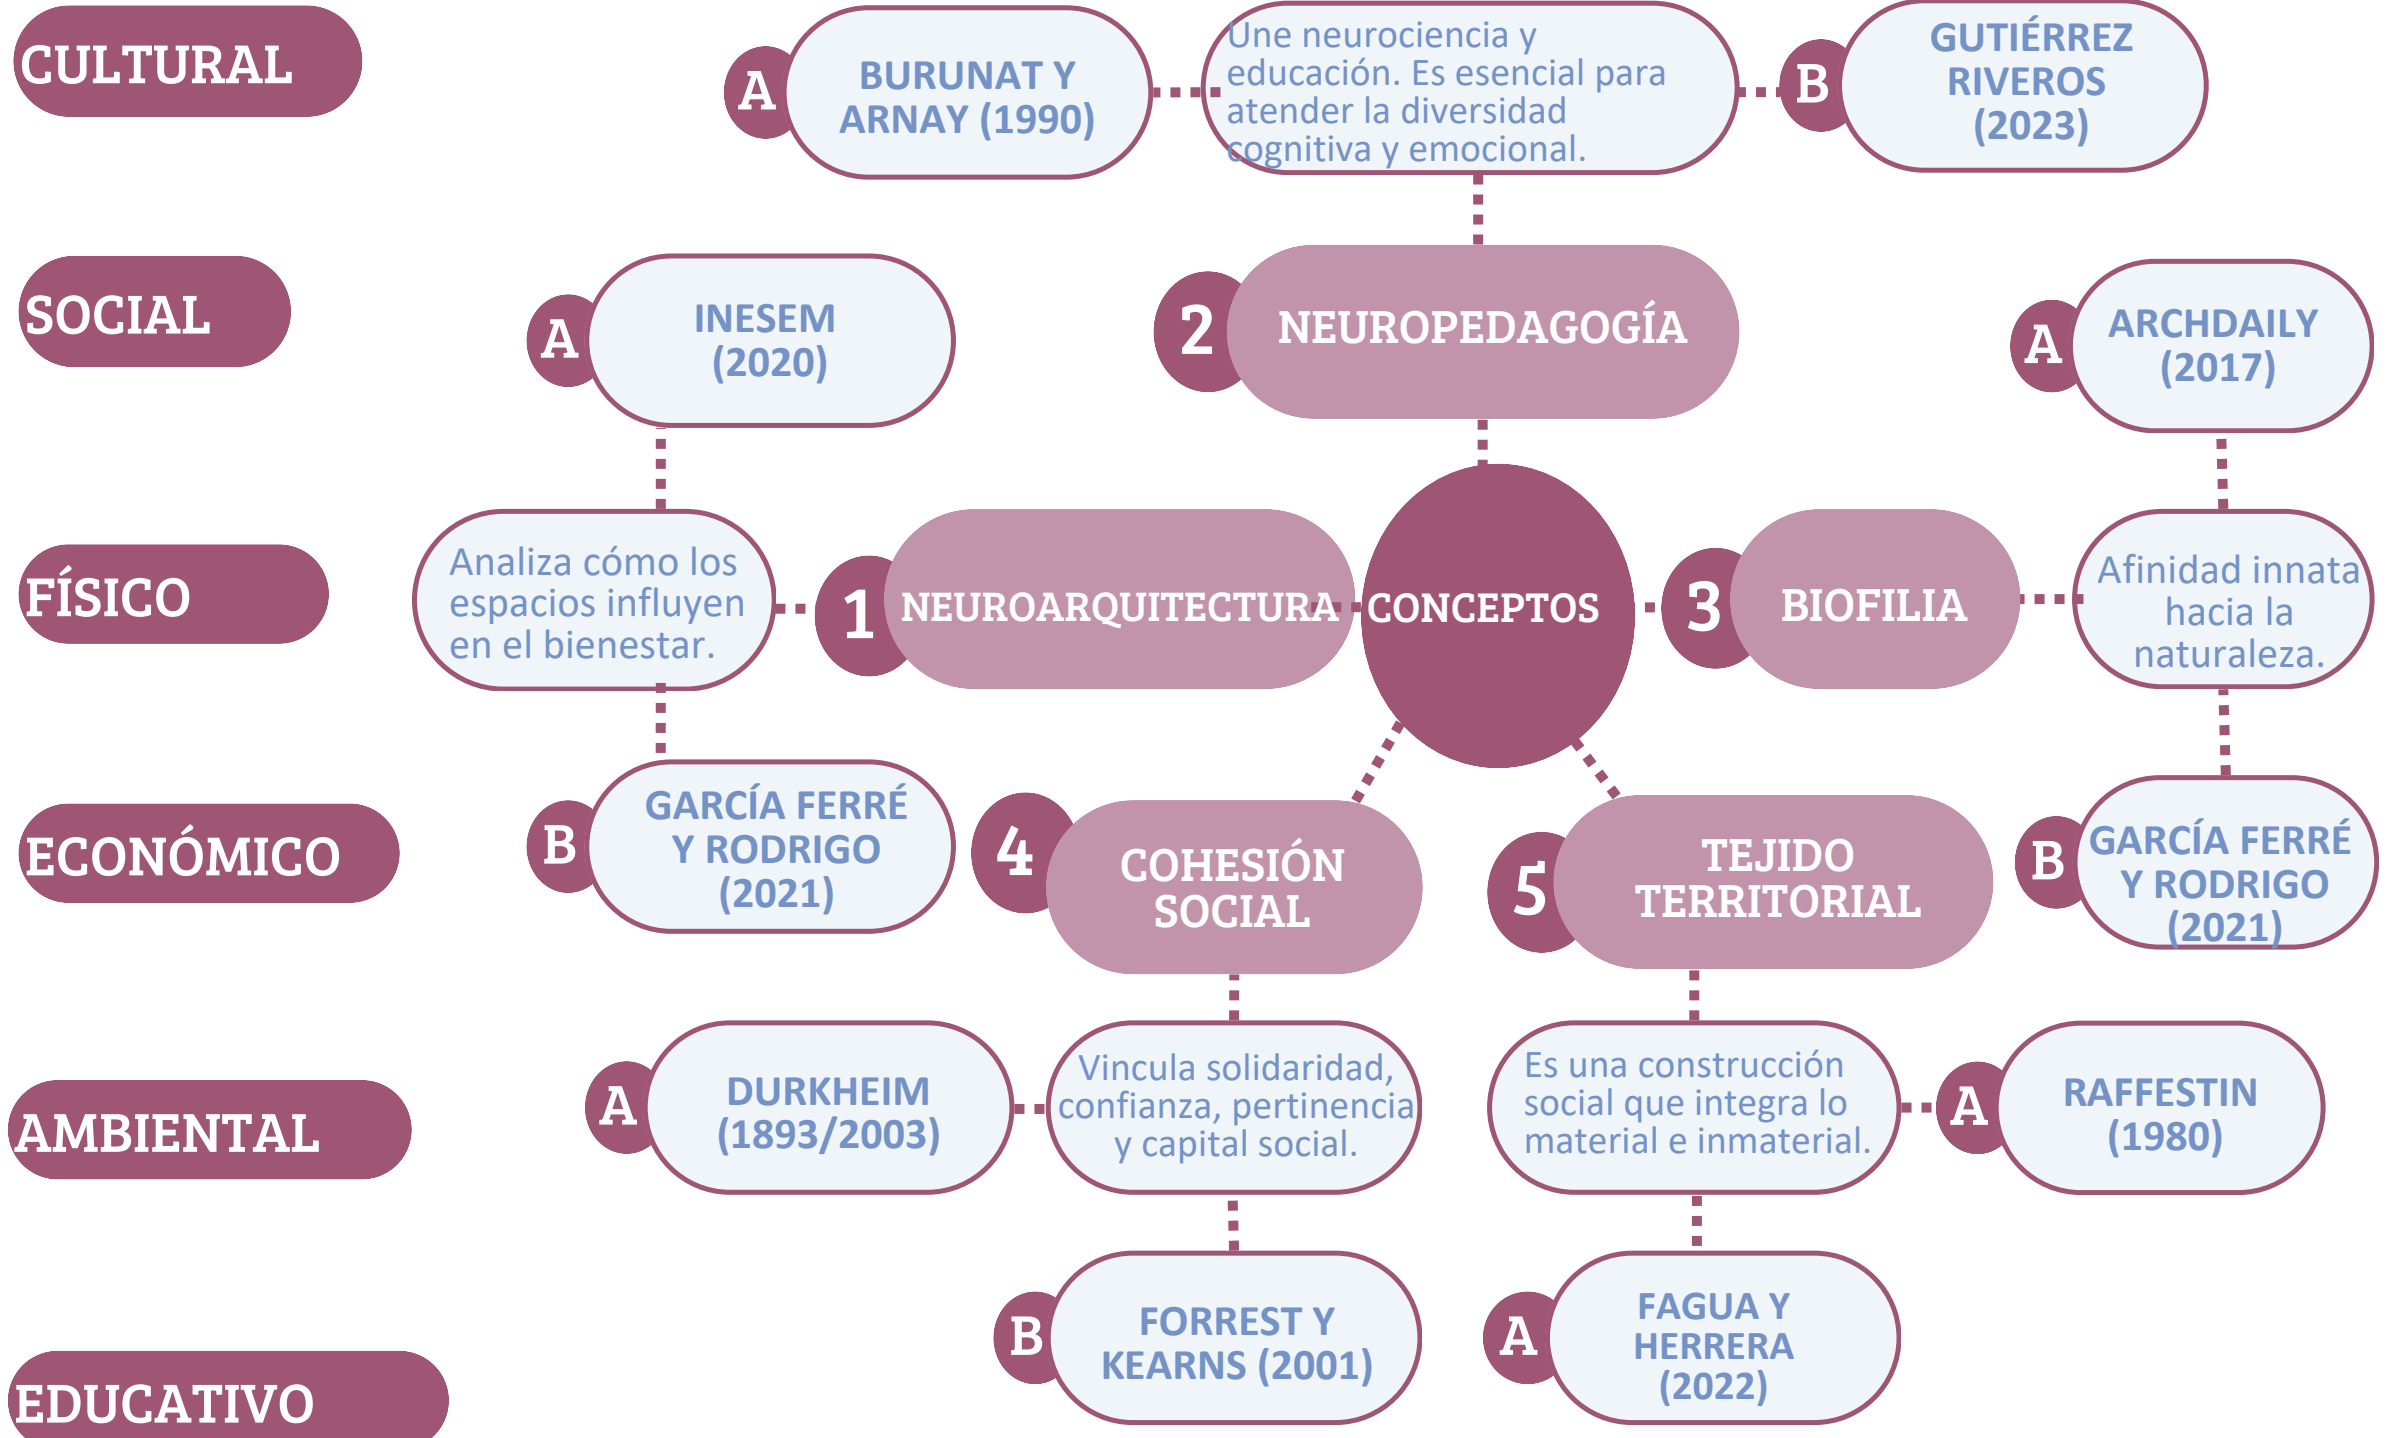 CULTURAL
SOCIAL
FÍSICO
ECONÓMICO
AMBIENTAL
EDUCATIVO
A
BURUNAT Y
ARNAY (1990)
Une neurociencia y
educación. Es esencial para
atender la diversidad
cognitiva y emocional.
B
GUTIÉRREZ
RIVEROS
(2023)
2
NEUROPEDAGOGÍA
A
INESEM
(2020)
A
ARCHDAILY
(2017)
Analiza cómo los
espacios influyen
en el bienestar.
1
NEUROARQUITECTURA
CONCEPTOS
3
BIOFILIA
Afinidad innata
hacia la
naturaleza.
B
GARCÍA FERRÉ
Y RODRIGO
(2021)
4
COHESIÓN
SOCIAL
5
TEJIDO
TERRITORIAL
B
GARCÍA FERRÉ
Y RODRIGO
(2021)
A
DURKHEIM
(1893/2003)
Vincula solidaridad,
confianza, pertinencia
y capital social.
Es una construcción
social que integra lo
material e inmaterial.
A
RAFFESTIN
(1980)
B
FORREST Y
KEARNS (2001)
A
FAGUA Y
HERRERA
(2022)